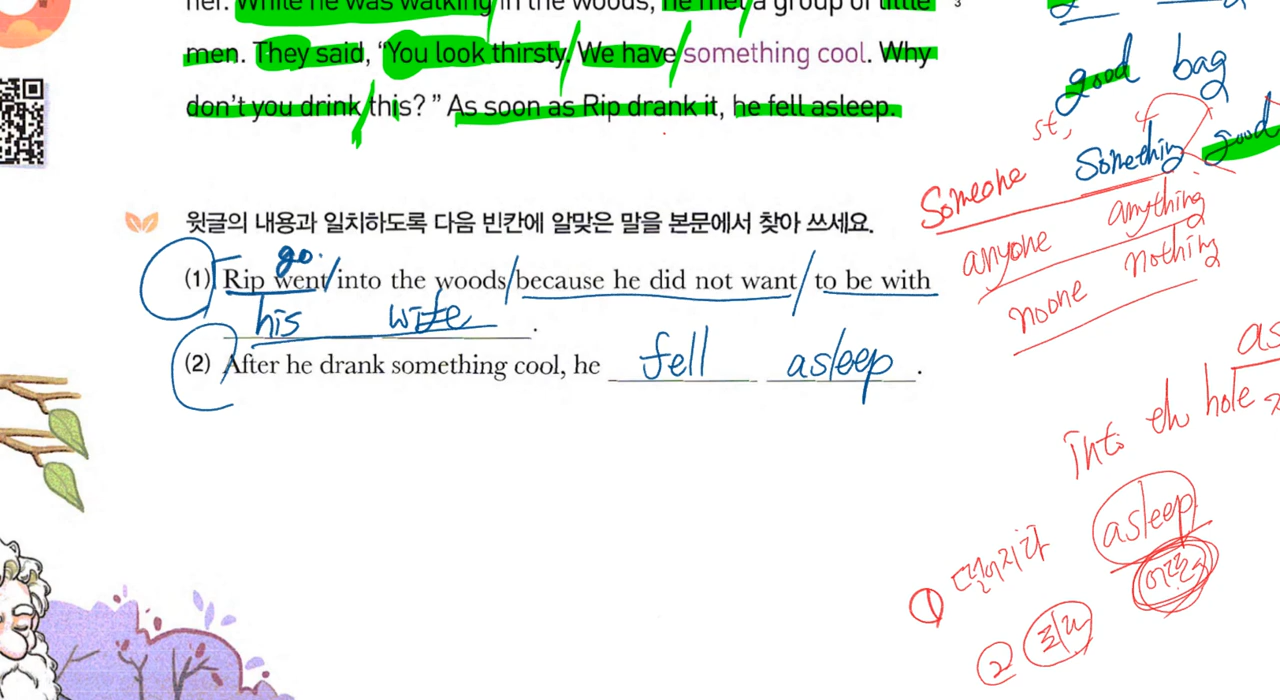 her. While he was walking in the woods, he met a group of little
men. They said, “You look thirsty. We have something cool. Why
don’t you drink this?” As soon as Rip drank it, he fell asleep.
3
윗글의 내용과 일치하도록 다음 빈칸에 알맞은 말을 본문에서 찾아 쓰세요.
go.
(1) Rip went into the woods because he did not want to be with
his wife .
(2) After he drank something cool, he fell asleep .
good bag
st,
Someone Something good
anyone anything
noone nothing
as
into eh hole
asleep
① 떨어지다
②